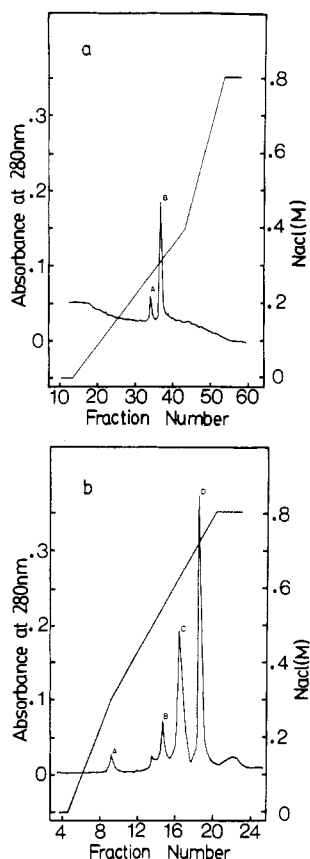 a
.3
.2
.1
0
Absorbance at 280nm
.8
.6
.4
.2
0
Nacl(M)
A
B
10 20 30 40 50 60
Fraction Number
b
.3
.2
.1
0
Absorbance at 280nm
.8
.6
.4
.2
0
Nacl(M)
A
B
C
D
4 8 12 16 20 24
Fraction Number